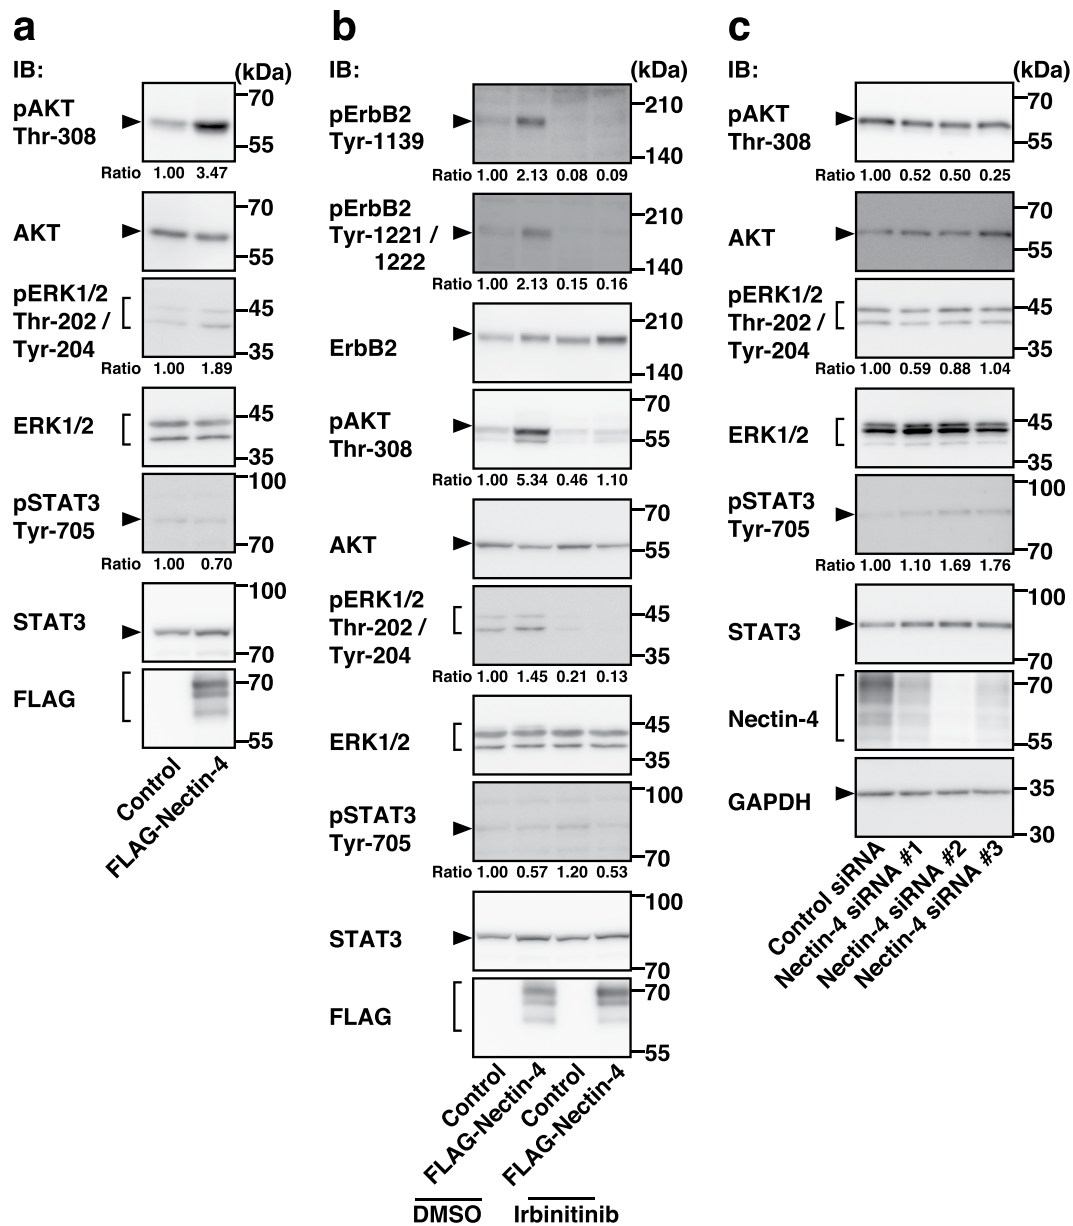 a
IB:
(kDa)
pAKT
Thr-308
70
55
Ratio 1.00 3.47
AKT
70
55
pERK1/2
Thr-202 /
Tyr-204
45
35
Ratio 1.00 1.89
ERK1/2
45
35
pSTAT3
Tyr-705
100
70
Ratio 1.00 0.70
STAT3
100
70
FLAG
70
55
Control
FLAG-Nectin-4
b
IB:
(kDa)
pErbB2
Tyr-1139
210
140
Ratio 1.00 2.13 0.08 0.09
pErbB2
Tyr-1221 /
1222
210
140
Ratio 1.00 2.13 0.15 0.16
ErbB2
210
140
pAKT
Thr-308
70
55
Ratio 1.00 5.34 0.46 1.10
AKT
70
55
pERK1/2
Thr-202 /
Tyr-204
45
35
Ratio 1.00 1.45 0.21 0.13
ERK1/2
45
35
pSTAT3
Tyr-705
100
70
Ratio 1.00 0.57 1.20 0.53
STAT3
100
70
FLAG
70
55
Control
FLAG-Nectin-4
Control
FLAG-Nectin-4
DMSO
Irbinitinib
c
IB:
(kDa)
pAKT
Thr-308
70
55
Ratio 1.00 0.52 0.50 0.25
AKT
70
55
pERK1/2
Thr-202 /
Tyr-204
45
35
Ratio 1.00 0.59 0.88 1.04
ERK1/2
45
35
pSTAT3
Tyr-705
100
70
Ratio 1.00 1.10 1.69 1.76
STAT3
100
70
Nectin-4
70
55
GAPDH
35
30
Control siRNA
Nectin-4 siRNA #1
Nectin-4 siRNA #2
Nectin-4 siRNA #3